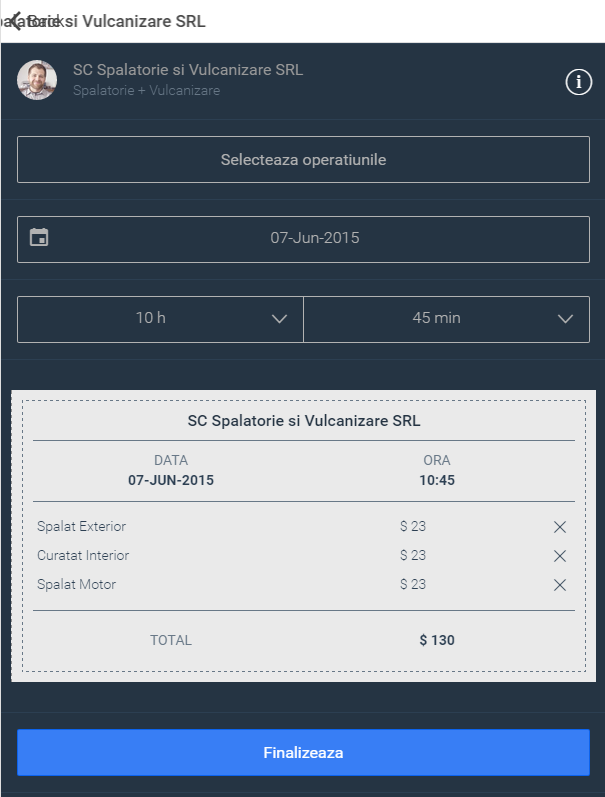 Back
palatorie si Vulcanizare SRL
SC Spalatorie si Vulcanizare SRL
Spalatorie + Vulcanizare
Selecteaza operatiunile
07-Jun-2015
10 h 45 min
SC Spalatorie si Vulcanizare SRL
DATA ORA
07-JUN-2015 10:45
Spalat Exterior $ 23
Curatat Interior $ 23
Spalat Motor $ 23
TOTAL $ 130
Finalizeaza